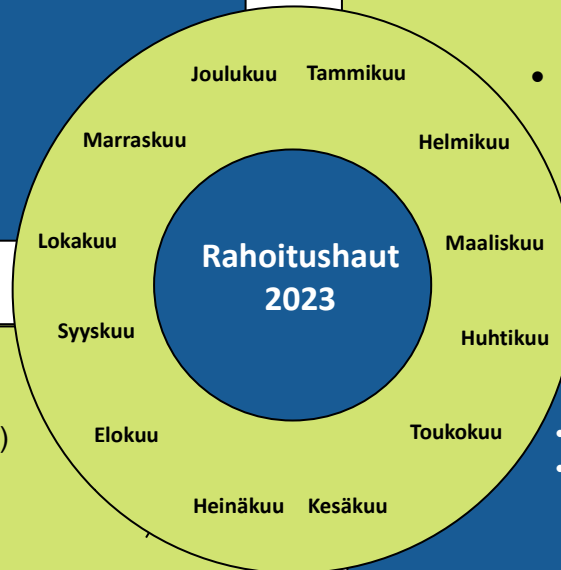 Joulukuu Tammikuu
•
Marraskuu
Helmikuu
Lokakuu
Maaliskuu
Rahoitushaut
2023
Syyskuu
Huhtikuu
)
Elokuu
Toukokuu
•
•
Heinäkuu Kesäkuu